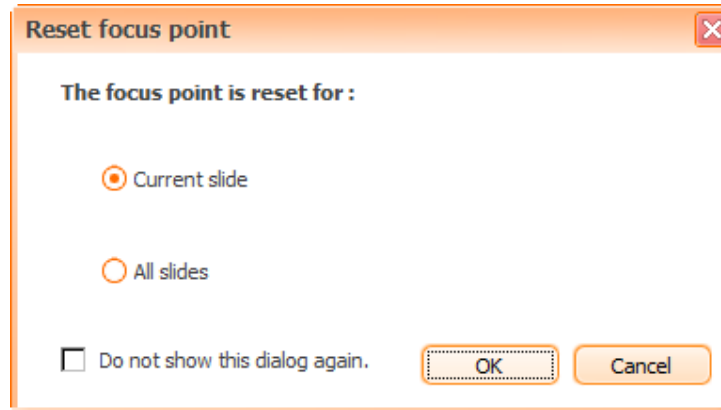 Reset focus point
The focus point is reset for :
Current slide
All slides
Do not show this dialog again.
OK
Cancel